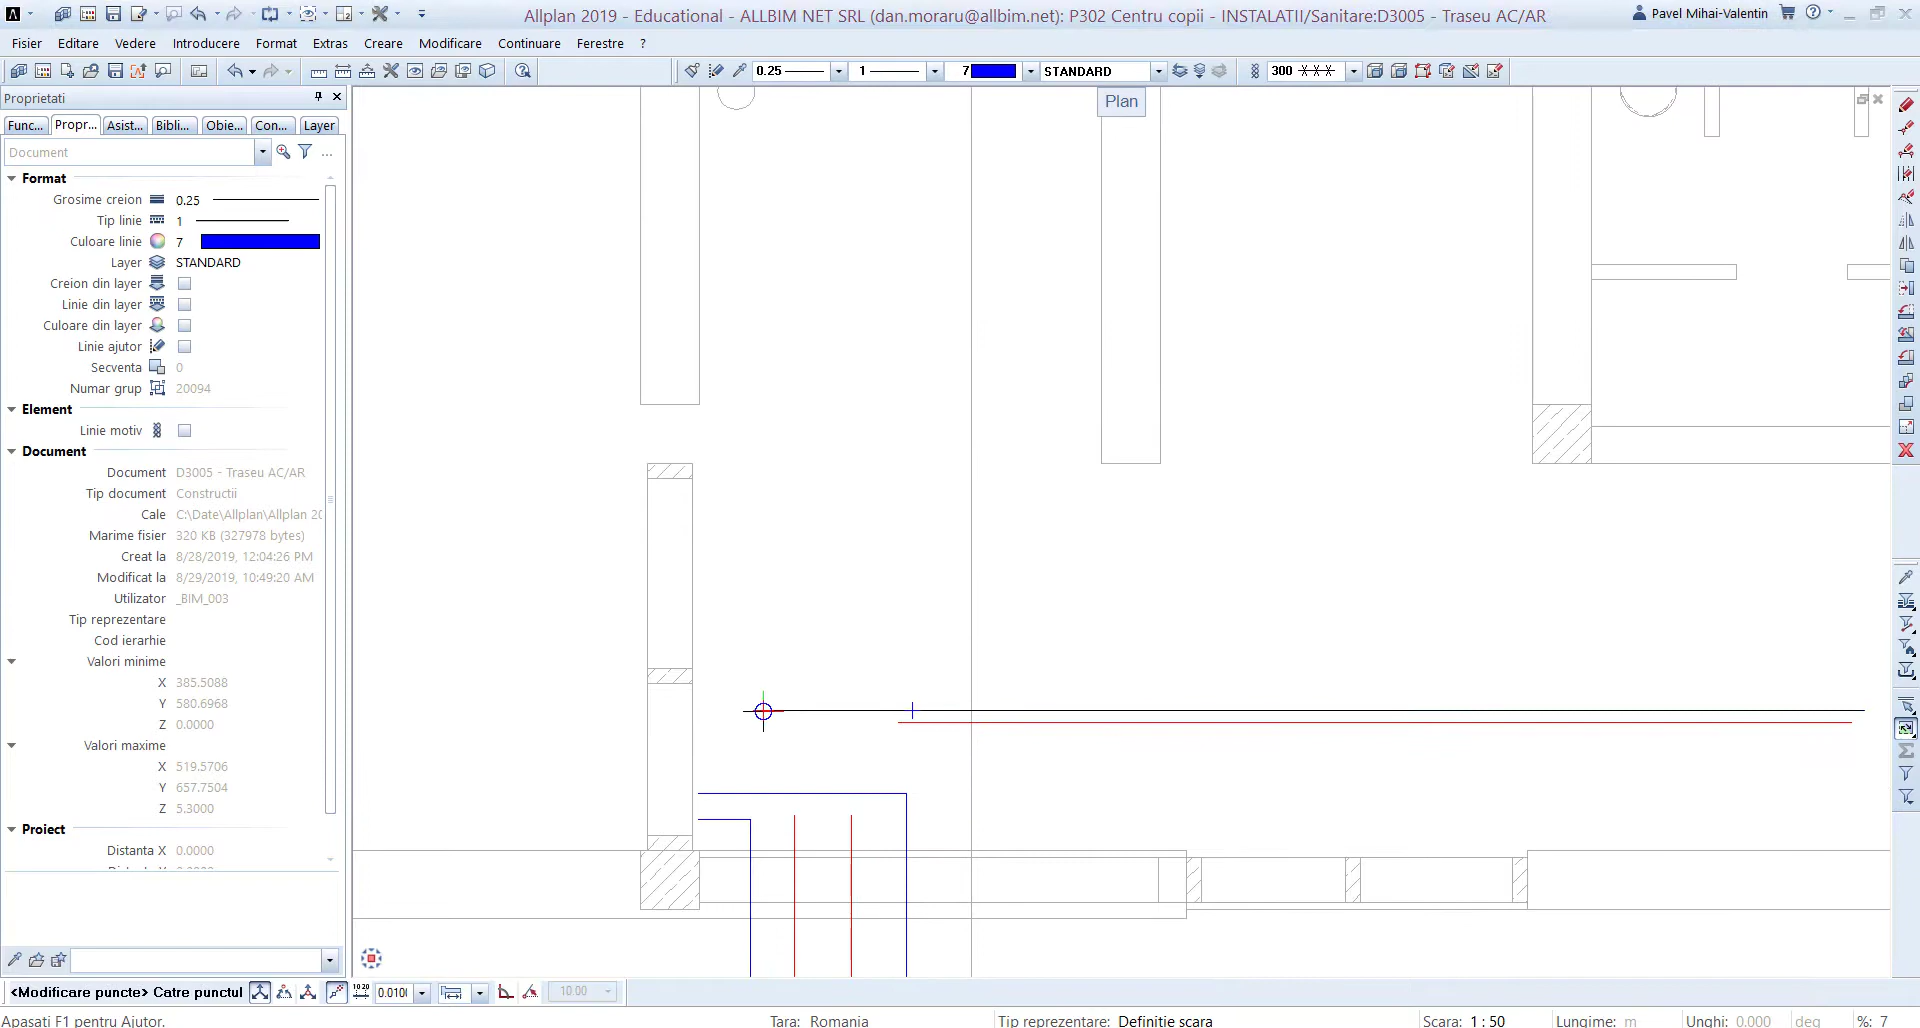 Allplan 2019 - Educational - ALLBIM NET SRL (dan.moraru@allbim.net): P302 Centru copii - INSTALATII/Sanitare:D3005 - Traseu AC/AR
Pavel Mihai-Valentin
Fisier Editare Vedere Introducere Format Extras Creare Modificare Continuare Ferestre ?
0.25 1 7 STANDARD 300
Proprietati
Func... Propr... Asist... Bibli... Obie... Con... Layer
Plan
Document ...
Format
Grosime creion 0.25
Tip linie 1
Culoare linie 7
Layer STANDARD
Creion din layer
Linie din layer
Culoare din layer
Linie ajutor
Secventa 0
Numar grup 20094
Element
Linie motiv
Document
Document D3005 - Traseu AC/AR
Tip document Constructii
Cale C:\Date\Allplan\Allplan 20
Marime fisier 320 KB (327978 bytes)
Creat la 8/28/2019, 12:04:26 PM
Modificat la 8/29/2019, 10:49:20 AM
Utilizator _BIM_003
Tip reprezentare
Cod ierarhie
Valori minime
X 385.5088
Y 580.6968
Z 0.0000
Valori maxime
X 519.5706
Y 657.7504
Z 5.3000
Proiect
Distanta X 0.0000
<Modificare puncte> Catre punctul 0.010 10.00
Apasati F1 pentru Ajutor. Tara: Romania Tip reprezentare: Definitie scara Scara: 1 : 50 Lungime: m Unghi: 0.000 deg %: 7